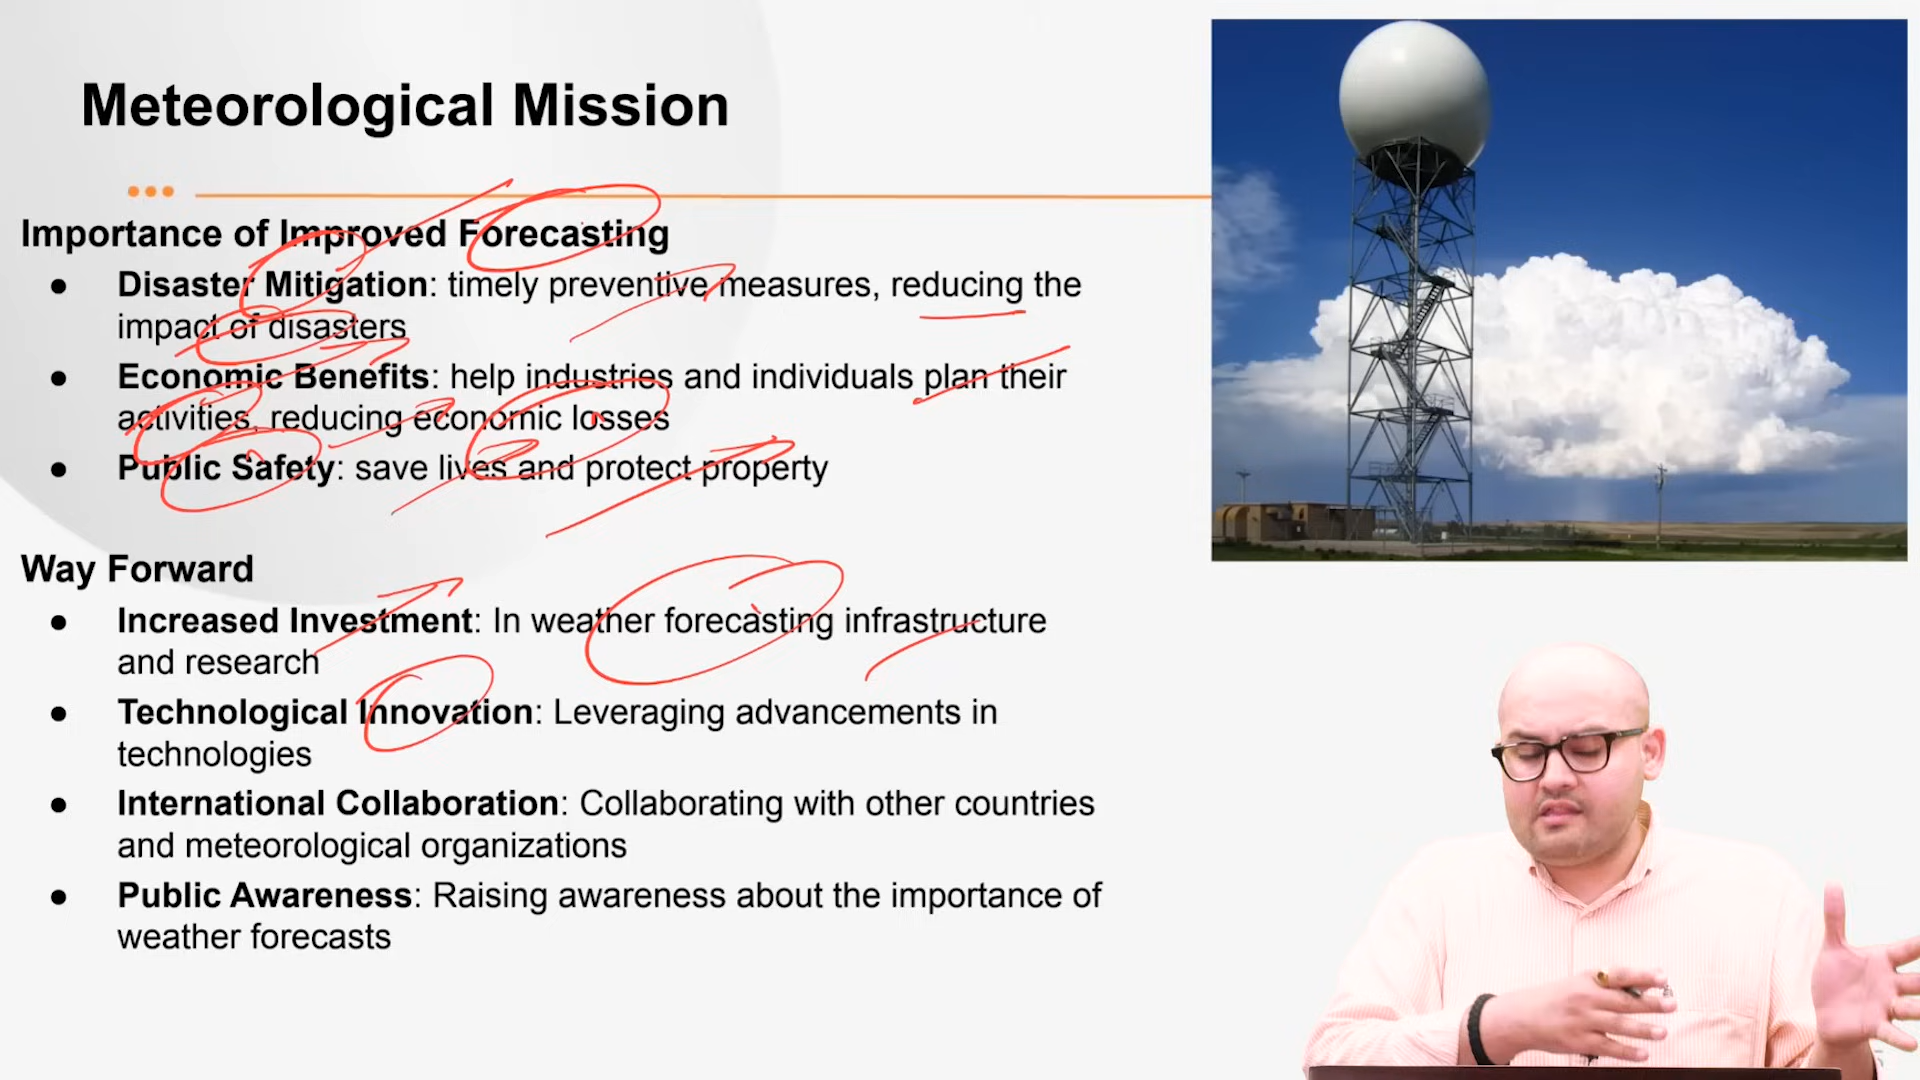 Meteorological Mission
Importance of Improved Forecasting
● Disaster Mitigation: timely preventive measures, reducing the
impact of disasters
● Economic Benefits: help industries and individuals plan their
activities, reducing economic losses
● Public Safety: save lives and protect property
Way Forward
● Increased Investment: In weather forecasting infrastructure
and research
● Technological Innovation: Leveraging advancements in
technologies
● International Collaboration: Collaborating with other countries
and meteorological organizations
● Public Awareness: Raising awareness about the importance of
weather forecasts